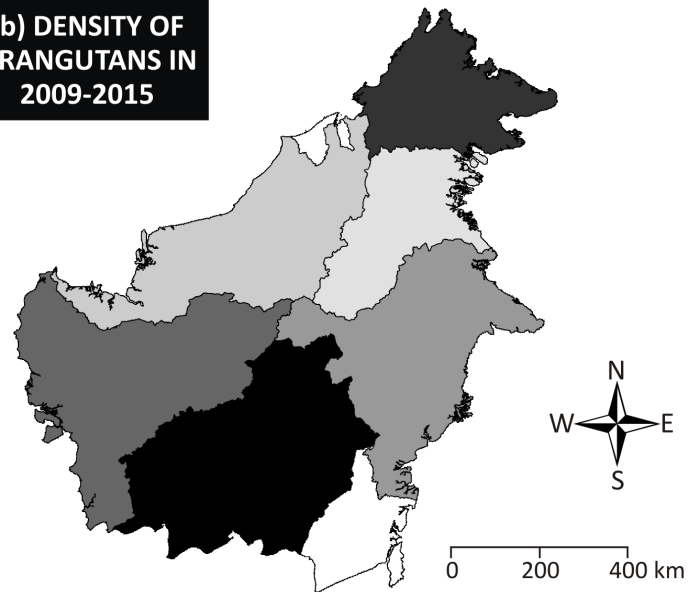 b) DENSITY OF
RANGUTANS IN
2009-2015
N
W
E
S
0
200
400 km